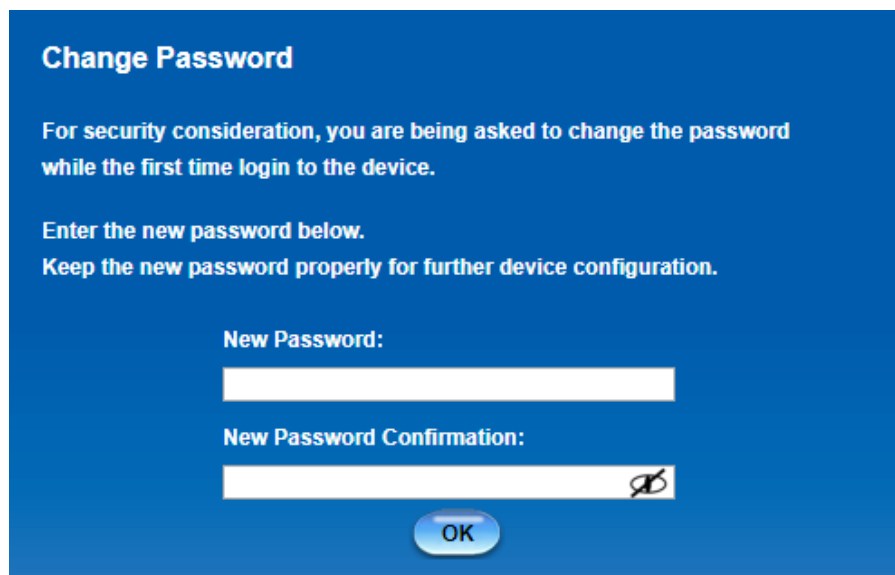 Change Password
For security consideration, you are being asked to change the password
while the first time login to the device.
Enter the new password below.
Keep the new password properly for further device configuration.
New Password:
New Password Confirmation:
OK